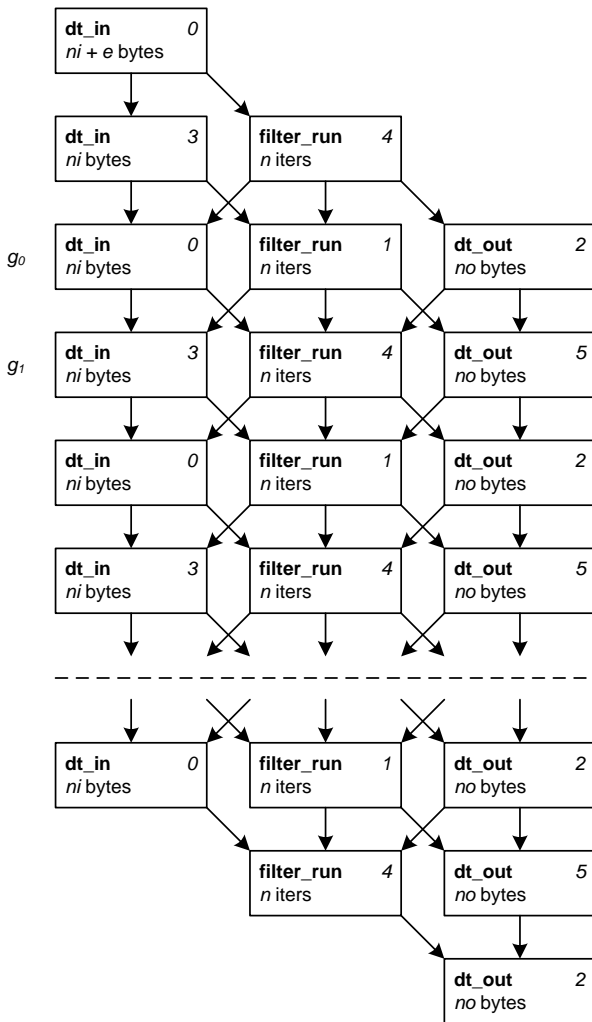 dt_in 0
ni + e bytes
dt_in 3 filter_run 4
ni bytes n iters
g0 dt_in 0 filter_run 1 dt_out 2
ni bytes n iters no bytes
g1 dt_in 3 filter_run 4 dt_out 5
ni bytes n iters no bytes
dt_in 0 filter_run 1 dt_out 2
ni bytes n iters no bytes
dt_in 3 filter_run 4 dt_out 5
ni bytes n iters no bytes
dt_in 0 filter_run 1 dt_out 2
ni bytes n iters no bytes
filter_run 4 dt_out 5
n iters no bytes
dt_out 2
no bytes